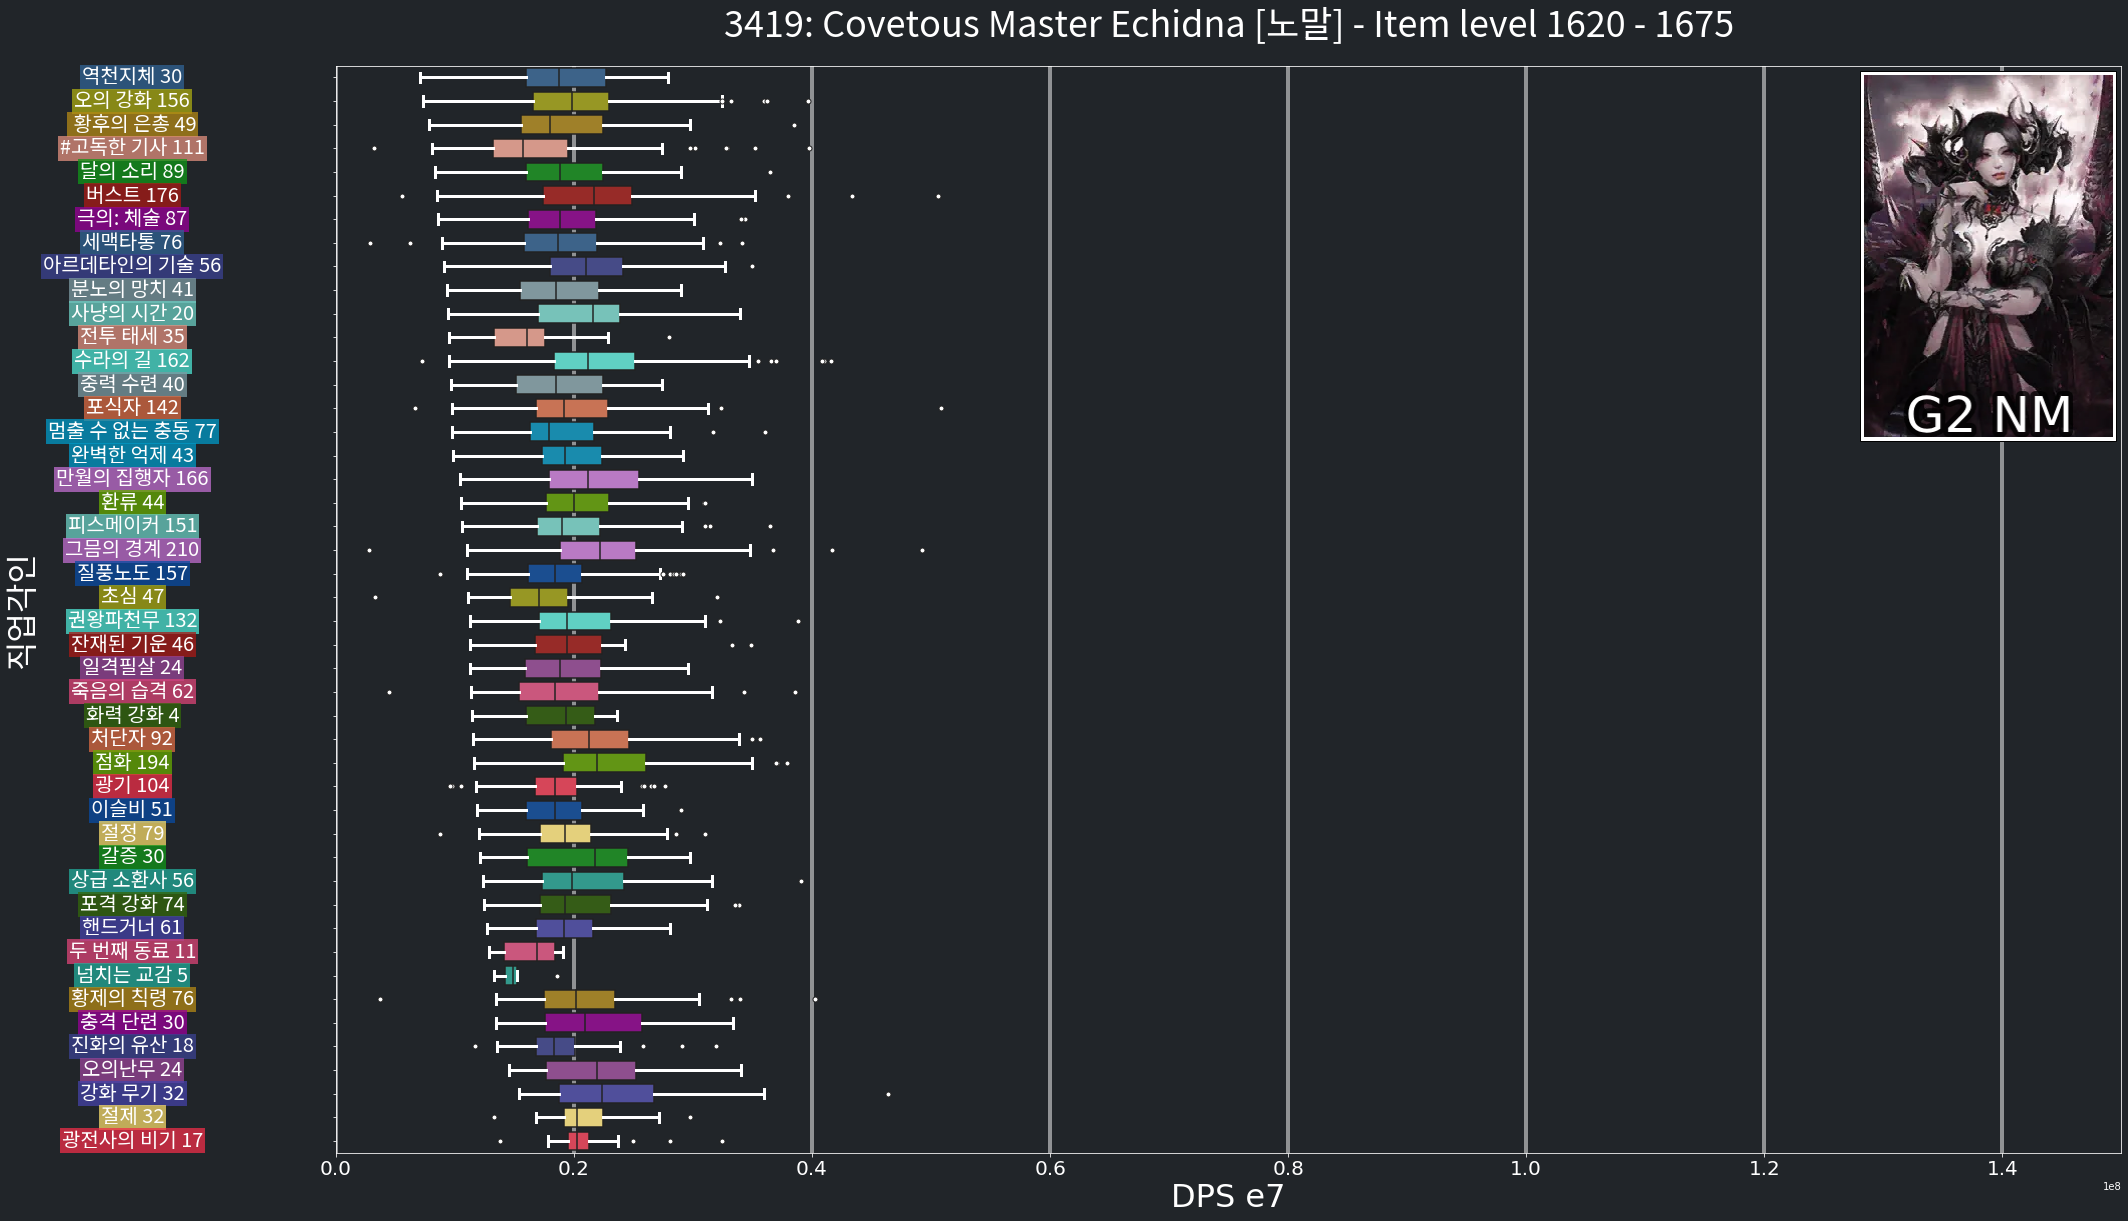 3419: Covetous Master Echidna [노말] - Item level 1620 - 1675
역천지체 30
오의 강화 156
황후의 은총 49
#고독한 기사 111
달의 소리 89
버스트 176
극의: 체술 87
세맥타통 76
아르데타인의 기술 56
분노의 망치 41
사냥의 시간 20
전투 태세 35
수라의 길 162
중력 수련 40
포식자 142
멈출 수 없는 충동 77
완벽한 억제 43
만월의 집행자 166
환류 44
피스메이커 151
그믐의 경계 210
질풍노도 157
초심 47
권왕파천무 132
잔재된 기운 46
일격필살 24
죽음의 습격 62
화력 강화 4
처단자 92
점화 194
광기 104
이슬비 51
절정 79
갈증 30
상급 소환사 56
포격 강화 74
핸드거너 61
두 번째 동료 11
넘치는 교감 5
황제의 칙령 76
충격 단련 30
진화의 유산 18
오의난무 24
강화 무기 32
절제 32
광전사의 비기 17
직업각인
G2 NM
0.0 0.2 0.4 0.6 0.8 1.0 1.2 1.4
1e8
DPS e7